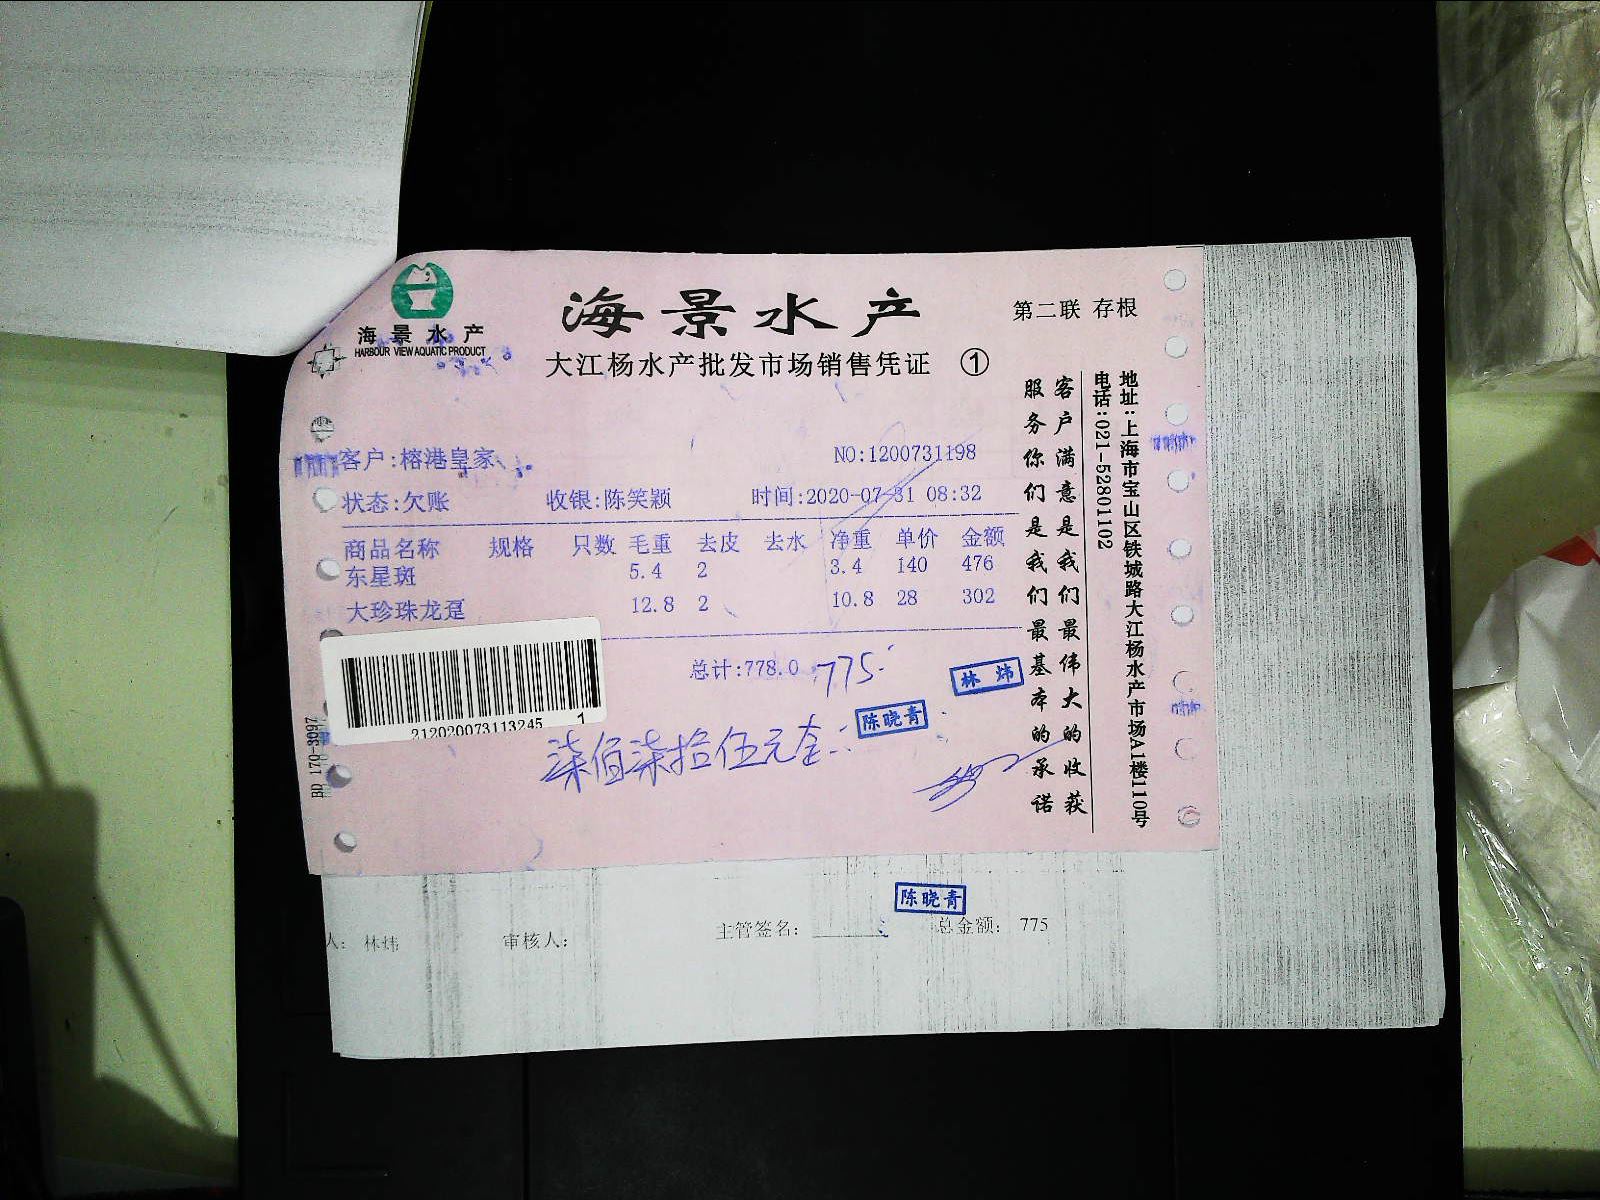 海景水产
HARBOUR VIEW AQUATIC PRODUCT
海景水产
第二联 存根
大江杨水产批发市场销售凭证 ①
客户:榕港皇家
NO:1200731198
状态:欠账 收银:陈笑颖 时间:2020-07-31 08:32
商品名称 规格 只数 毛重 去皮 去水 净重 单价 金额
东星斑 5.4 2 3.4 140 476
大珍珠龙趸 12.8 2 10.8 28 302
总计:778.0 775
林炜
陈晓青
柒佰柒拾伍元全
212020073113245 1
BD 170-3097
客户满意是我们最伟大的收获
服务你们是我们最基本的承诺
地址:上海市宝山区铁城路大江杨水产市场A1楼110号
电话:021-52801102
陈晓青
人: 林炜 审核人: 主管签名: 总金额: 775